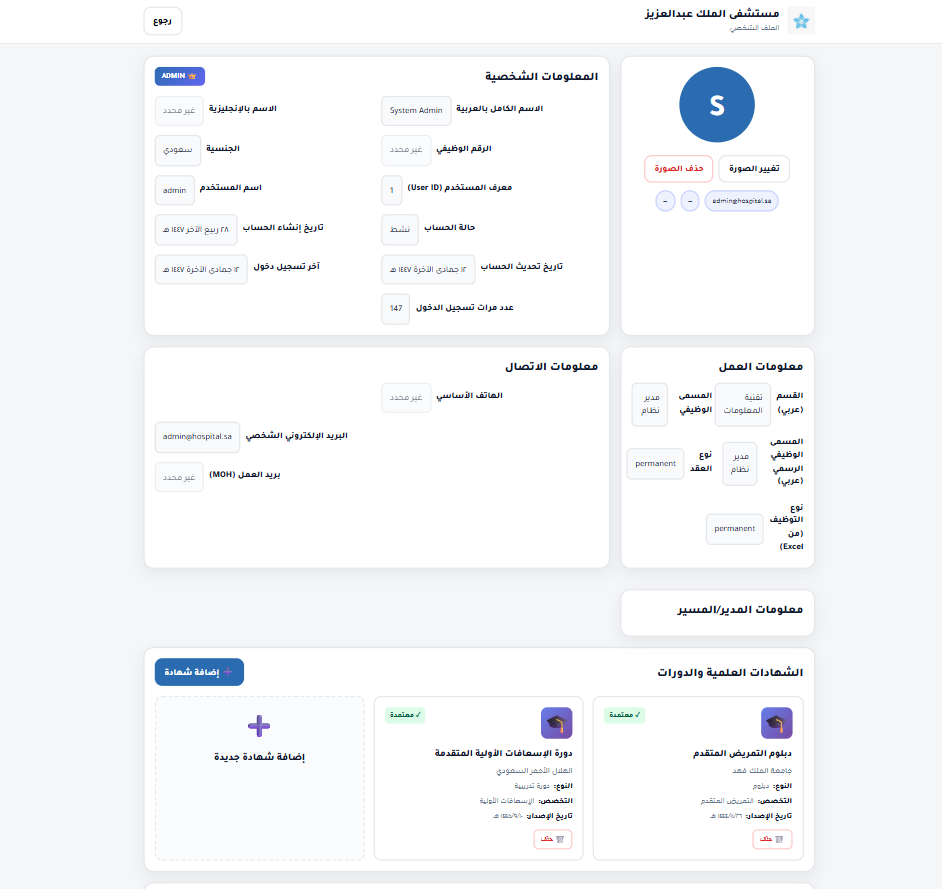 مستشفى الملك عبدالعزيز
الملف الشخصي
رجوع
S
تغيير الصورة
حذف الصورة
admin@hospital.sa
–
–
المعلومات الشخصية
ADMIN
الاسم الكامل بالعربية
System Admin
الاسم بالإنجليزية
غير محدد
الرقم الوظيفي
غير محدد
الجنسية
سعودي
معرف المستخدم (User ID)
1
اسم المستخدم
admin
حالة الحساب
نشط
تاريخ إنشاء الحساب
٢٨ ربيع الآخر ١٤٤٧ هـ
تاريخ تحديث الحساب
١٢ جمادى الآخرة ١٤٤٧ هـ
آخر تسجيل دخول
١٢ جمادى الآخرة ١٤٤٧ هـ
عدد مرات تسجيل الدخول
147
معلومات العمل
القسم
(عربي)
تقنية
المعلومات
المسمى
الوظيفي
مدير
نظام
المسمى
الوظيفي
الرسمي
(عربي)
مدير
نظام
نوع
العقد
permanent
نوع
التوظيف
(من
Excel)
permanent
معلومات الاتصال
الهاتف الأساسي
غير محدد
البريد الإلكتروني الشخصي
admin@hospital.sa
بريد العمل (MOH)
غير محدد
معلومات المدير/المسير
الشهادات العلمية والدورات
إضافة شهادة
✓ معتمدة
دبلوم التمريض المتقدم
جامعة الملك فهد
النوع: دبلوم
التخصص: التمريض المتقدم
تاريخ الإصدار:
هـ
حذف
✓ معتمدة
دورة الإسعافات الأولية المتقدمة
الهلال الأحمر السعودي
النوع: دورة تدريبية
التخصص: الإسعافات الأولية
تاريخ الإصدار:
هـ
حذف
إضافة شهادة جديدة